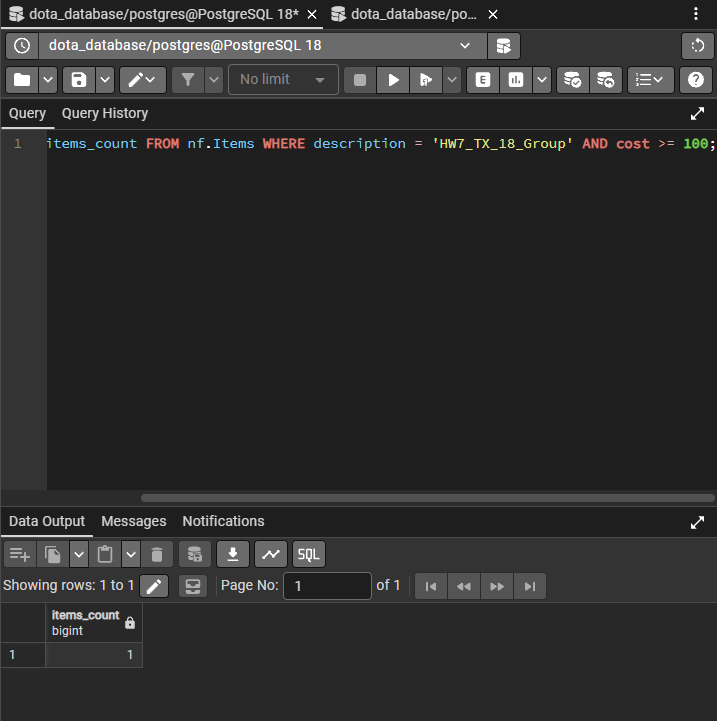 dota_database/postgres@PostgreSQL 18* dota_database/po...
dota_database/postgres@PostgreSQL 18
No limit
E
Query Query History
1 items_count FROM nf.Items WHERE description = 'HW7_TX_18_Group' AND cost >= 100;
Data Output Messages Notifications
SQL
Showing rows: 1 to 1 Page No: 1 of 1
items_count
bigint
1 1